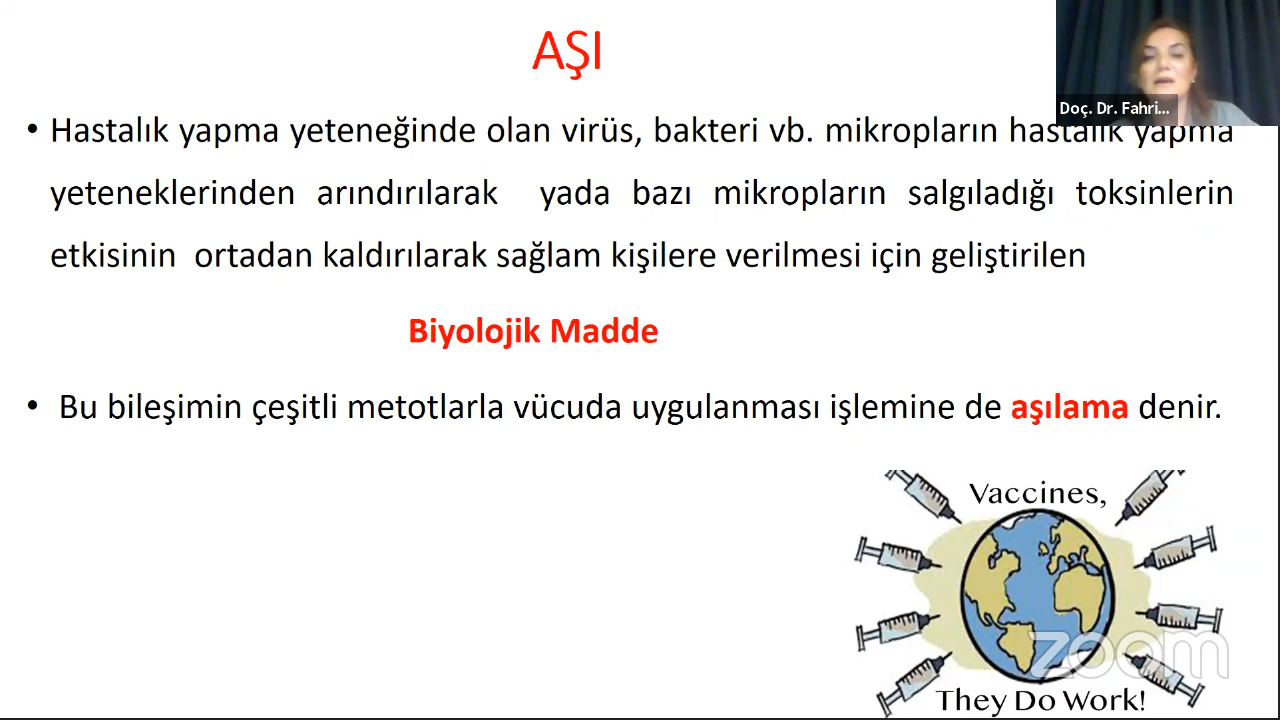 AŞI
Doç. Dr. Fahri...
• Hastalık yapma yeteneğinde olan virüs, bakteri vb. mikropların hastalık yapma
yeteneklerinden arındırılarak yada bazı mikropların salgıladığı toksinlerin
etkisinin ortadan kaldırılarak sağlam kişilere verilmesi için geliştirilen
Biyolojik Madde
• Bu bileşimin çeşitli metotlarla vücuda uygulanması işlemine de aşılama denir.
Vaccines,
zoom
They Do Work!